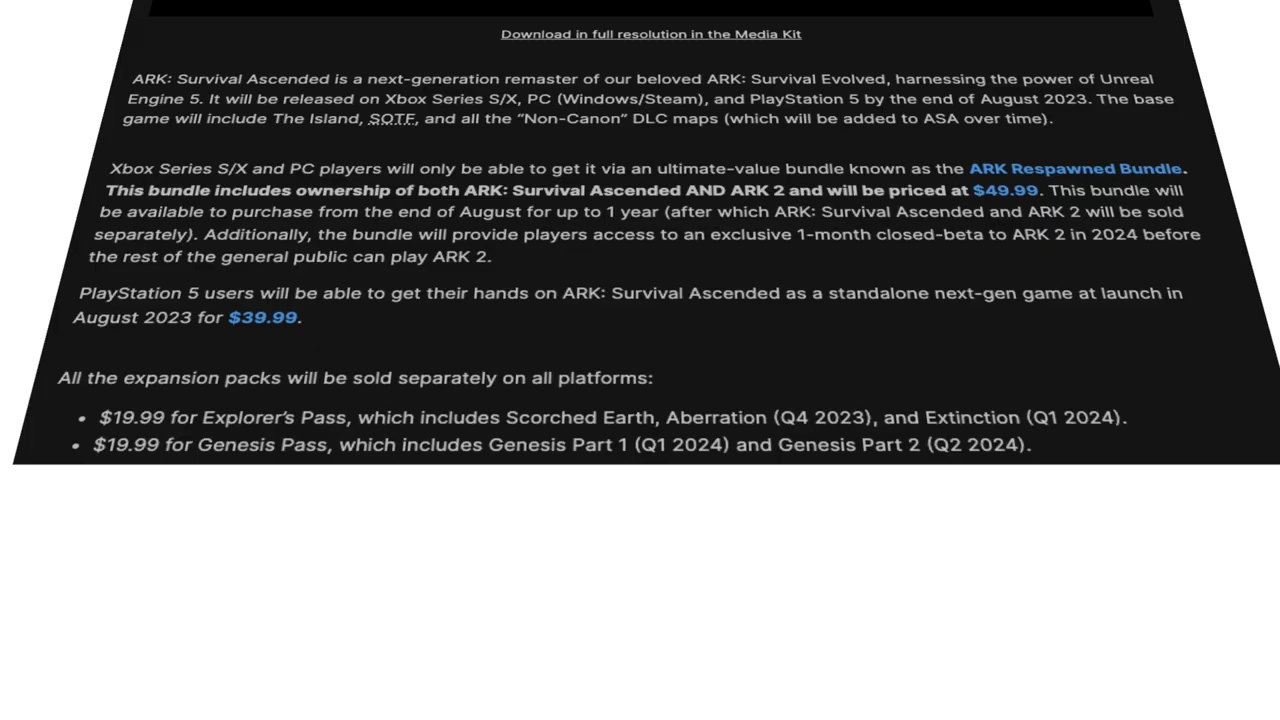 Download in full resolution in the Media Kit
ARK: Survival Ascended is a next-generation remaster of our beloved ARK: Survival Evolved, harnessing the power of Unreal
Engine 5. It will be released on Xbox Series S/X, PC (Windows/Steam), and PlayStation 5 by the end of August 2023. The base
game will include The Island, SOTF, and all the “Non-Canon” DLC maps (which will be added to ASA over time).
Xbox Series S/X and PC players will only be able to get it via an ultimate-value bundle known as the ARK Respawned Bundle.
This bundle includes ownership of both ARK: Survival Ascended AND ARK 2 and will be priced at $49.99. This bundle will
be available to purchase from the end of August for up to 1 year (after which ARK: Survival Ascended and ARK 2 will be sold
separately). Additionally, the bundle will provide players access to an exclusive 1-month closed-beta to ARK 2 in 2024 before
the rest of the general public can play ARK 2.
PlayStation 5 users will be able to get their hands on ARK: Survival Ascended as a standalone next-gen game at launch in
August 2023 for $39.99.
All the expansion packs will be sold separately on all platforms:
• $19.99 for Explorer’s Pass, which includes Scorched Earth, Aberration (Q4 2023), and Extinction (Q1 2024).
• $19.99 for Genesis Pass, which includes Genesis Part 1 (Q1 2024) and Genesis Part 2 (Q2 2024).